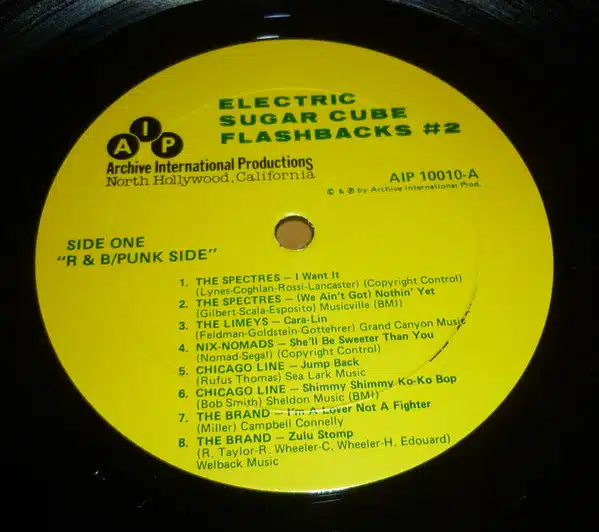 ELECTRIC
SUGAR CUBE
FLASHBACKS #2
AIP
Archive International Productions
North Hollywood, California
AIP 10010-A
© & ℗ by Archive International Prod.
SIDE ONE
"R & B/PUNK SIDE"
1. THE SPECTRES – I Want It
(Lynes-Coghlan-Rossi-Lancaster) (Copyright Control)
2. THE SPECTRES – (We Ain't Got) Nothin' Yet
(Gilbert-Scala-Esposito) Musicville (BMI)
3. THE LIMEYS – Cara-Lin
(Feldman-Goldstein-Gottehrer) Grand Canyon Music
4. NIX-NOMADS – She'll Be Sweeter Than You
(Nomad-Segal) (Copyright Control)
5. CHICAGO LINE – Jump Back
(Rufus Thomas) Sea Lark Music
6. CHICAGO LINE – Shimmy Shimmy Ko-Ko Bop
(Bob Smith) Sheldon Music (BMI)
7. THE BRAND – I'm A Lover Not A Fighter
(Miller) Campbell Connelly
8. THE BRAND – Zulu Stomp
(R. Taylor-R. Wheeler-C. Wheeler-H. Edouard)
Welback Music